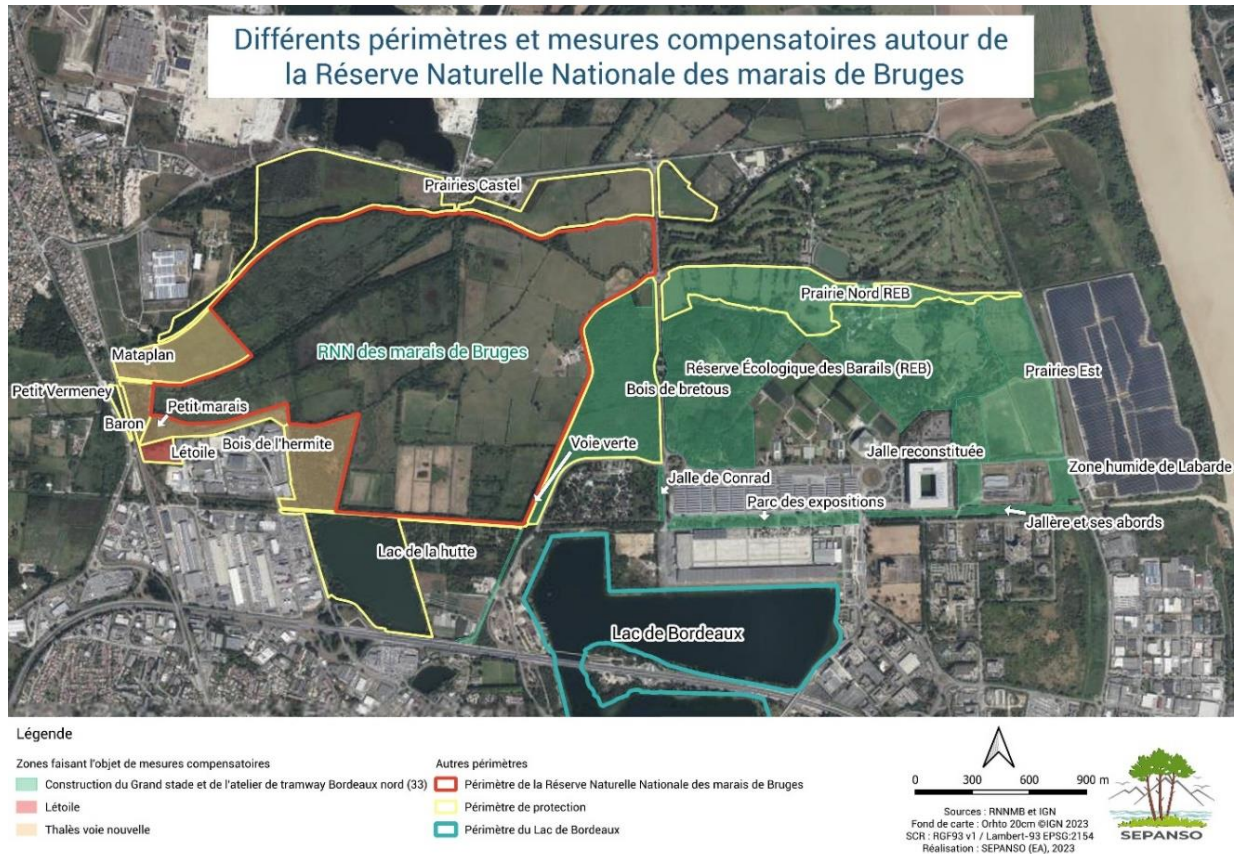 Différents périmètres et mesures compensatoires autour de
la Réserve Naturelle Nationale des marais de Bruges
Prairies Castel
Prairie Nord REB
Mataplan
RNN des marais de Bruges
Réserve Écologique des Barails (REB)
Prairies Est
Petit Vermeney
Bois de bretous
Petit marais
Baron
Bois de l'hermite
Létoile
Voie verte
Jalle reconstituée
Zone humide de Labarde
Jalle de Conrad
Parc des expositions
Jallère et ses abords
Lac de la hutte
Lac de Bordeaux
Légende
Zones faisant l'objet de mesures compensatoires
Construction du Grand stade et de l'atelier de tramway Bordeaux nord (33)
Létoile
Thalès voie nouvelle
Autres périmètres
Périmètre de la Réserve Naturelle Nationale des marais de Bruges
Périmètre de protection
Périmètre du Lac de Bordeaux
0 300 600 900 m
Sources : RNNMB et IGN
Fond de carte : Orhto 20cm ©IGN 2023
SCR : RGF93 v1 / Lambert-93 EPSG:2154
Réalisation : SEPANSO (EA), 2023
SEPANSO